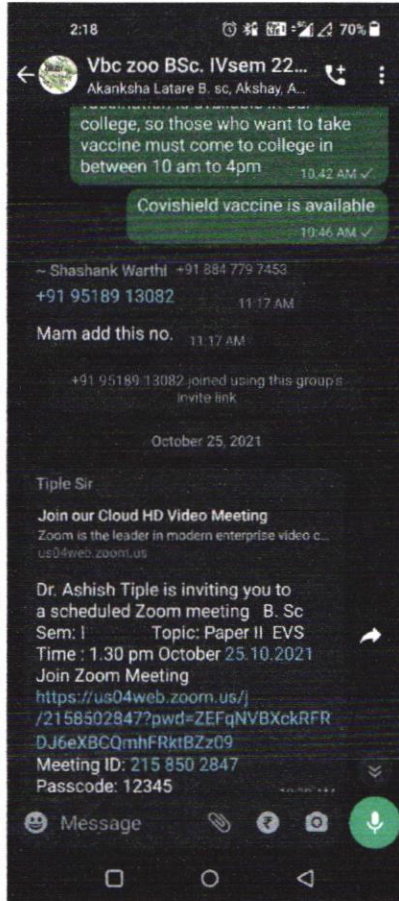 2:18 70%
Vbc zoo BSc. IVsem 22...
Akanksha Latare B. sc, Akshay, A...
college, so those who want to take
vaccine must come to college in
between 10 am to 4pm
10:42 AM
Covishield vaccine is available
10:46 AM
~ Shashank Warthi +91 884 779 7453
+91 95189 13082
11:17 AM
Mam add this no.
11:17 AM
+91 95189 13082 joined using this group's
invite link
October 25, 2021
Tiple Sir
Join our Cloud HD Video Meeting
Zoom is the leader in modern enterprise video c...
us04web.zoom.us
Dr. Ashish Tiple is inviting you to
a scheduled Zoom meeting B. Sc
Sem: I Topic: Paper II EVS
Time : 1.30 pm October 25.10.2021
Join Zoom Meeting
https://us04web.zoom.us/j
/2158502847?pwd=ZEFqNVBXckRFR
DJ6eXBCQmhFRktBZz09
Meeting ID: 215 850 2847
Passcode: 12345
Message